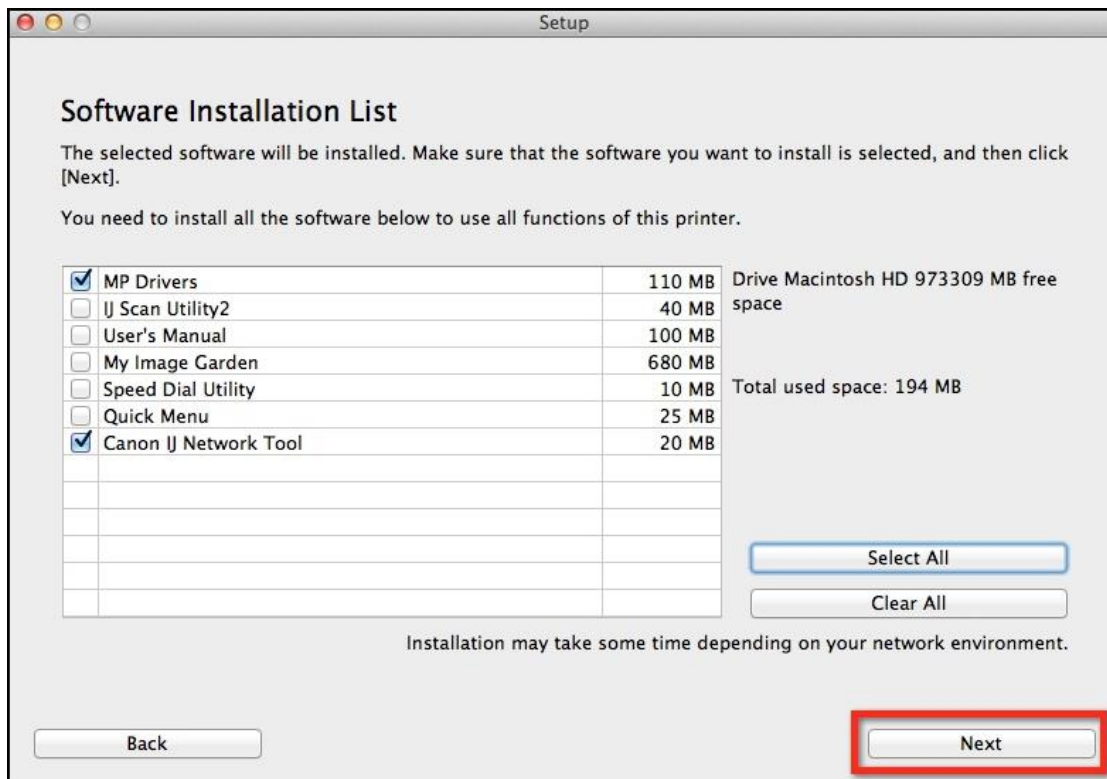 Setup
Software Installation List
The selected software will be installed. Make sure that the software you want to install is selected, and then click
[Next].
You need to install all the software below to use all functions of this printer.
MP Drivers 110 MB
IJ Scan Utility2 40 MB
User's Manual 100 MB
My Image Garden 680 MB
Speed Dial Utility 10 MB
Quick Menu 25 MB
Canon IJ Network Tool 20 MB
Drive Macintosh HD 973309 MB free
space
Total used space: 194 MB
Select All
Clear All
Installation may take some time depending on your network environment.
Back Next